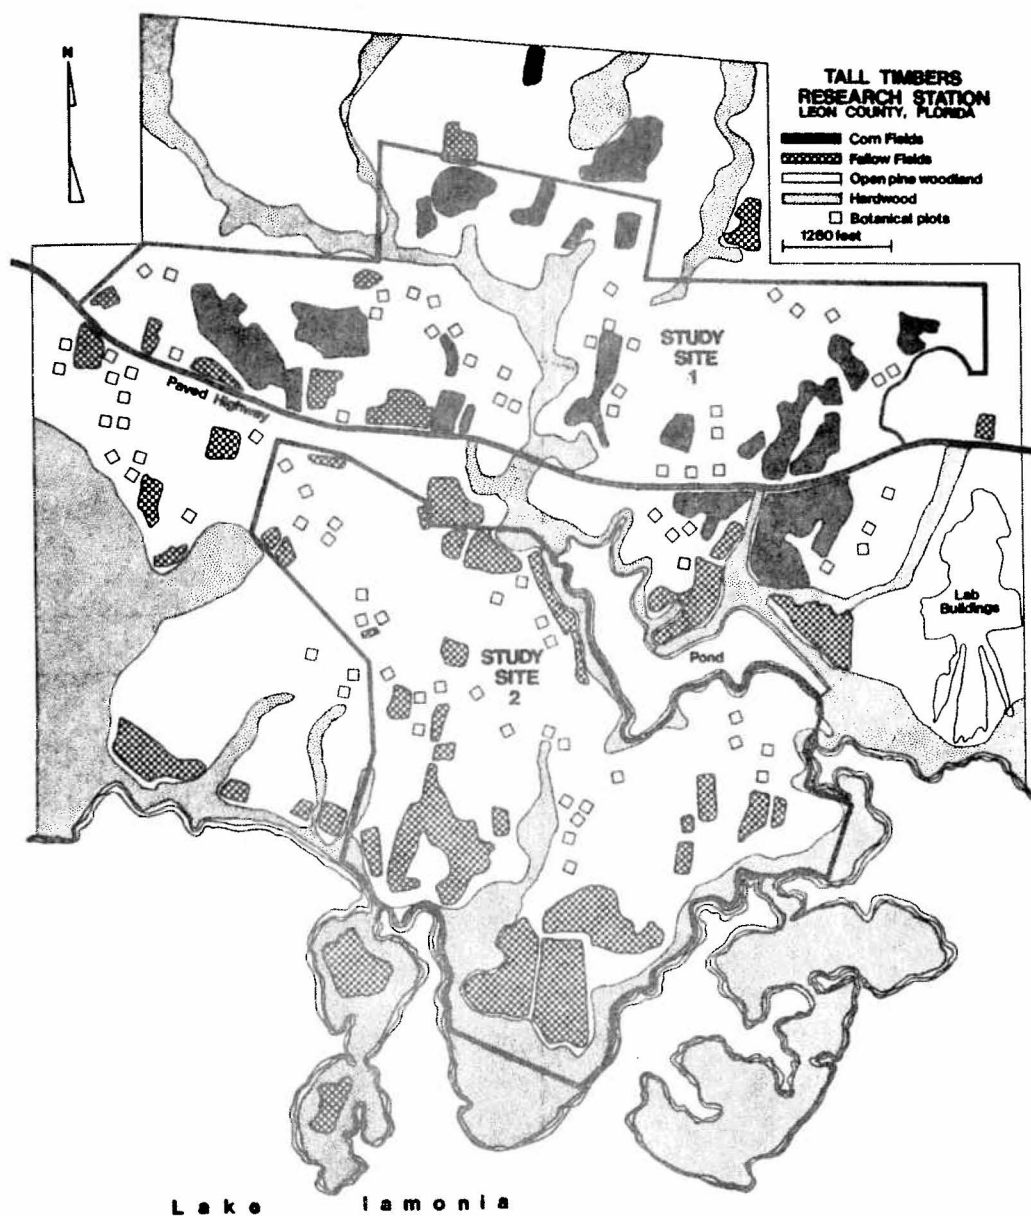 N
TALL TIMBERS
RESEARCH STATION
LEON COUNTY, FLORIDA
Corn Fields
Fallow Fields
Open pine woodland
Hardwood
Botanical plots
1280 feet
STUDY
SITE
1
Paved Highway
Lab
Buildings
STUDY
SITE
2
Pond
Lake Iamonia